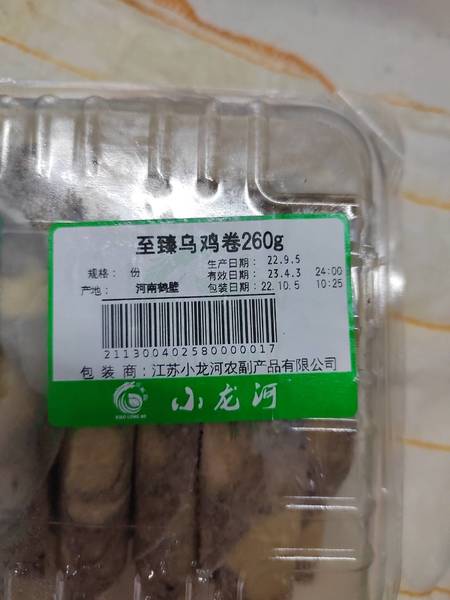 至臻乌鸡卷260g
规格： 份 生产日期： 22.9.5
有效日期： 23.4.3 24:00
产地： 河南鹤壁 包装日期： 22.10.5 10:25
2113004025800000017
包装商：江苏小龙河农副产品有限公司
小龙河